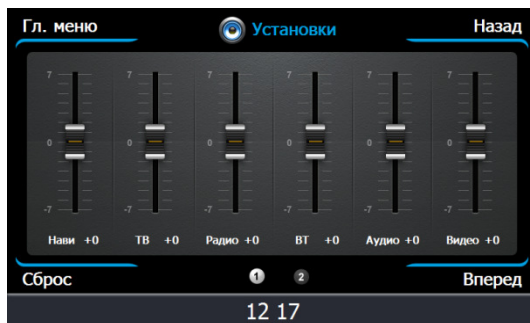 Гл. меню Установки Назад
7 7 7 7 7 7
0 0 0 0 0 0
-7 -7 -7 -7 -7 -7
Нави +0 ТВ +0 Радио +0 ВТ +0 Аудио +0 Видео +0
Сброс 1 2 Вперед
12 17